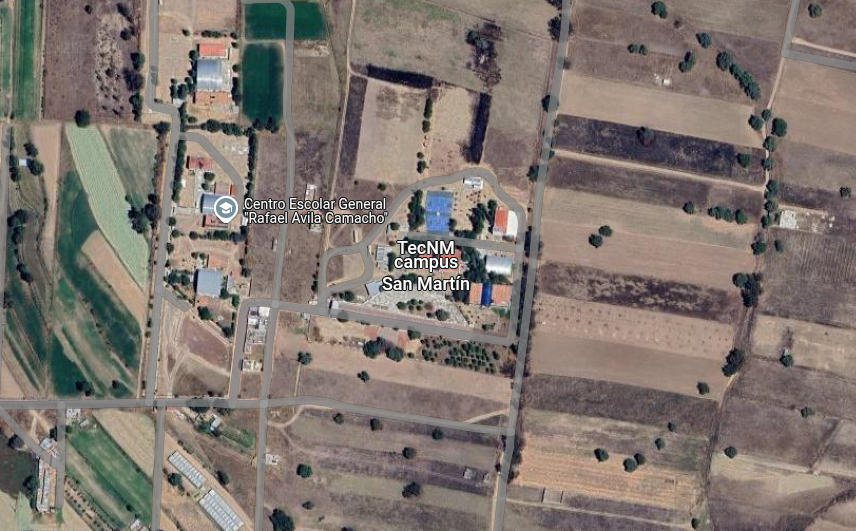 Centro Escolar General
"Rafael Avila Camacho"
TecNM
campus
San Martín